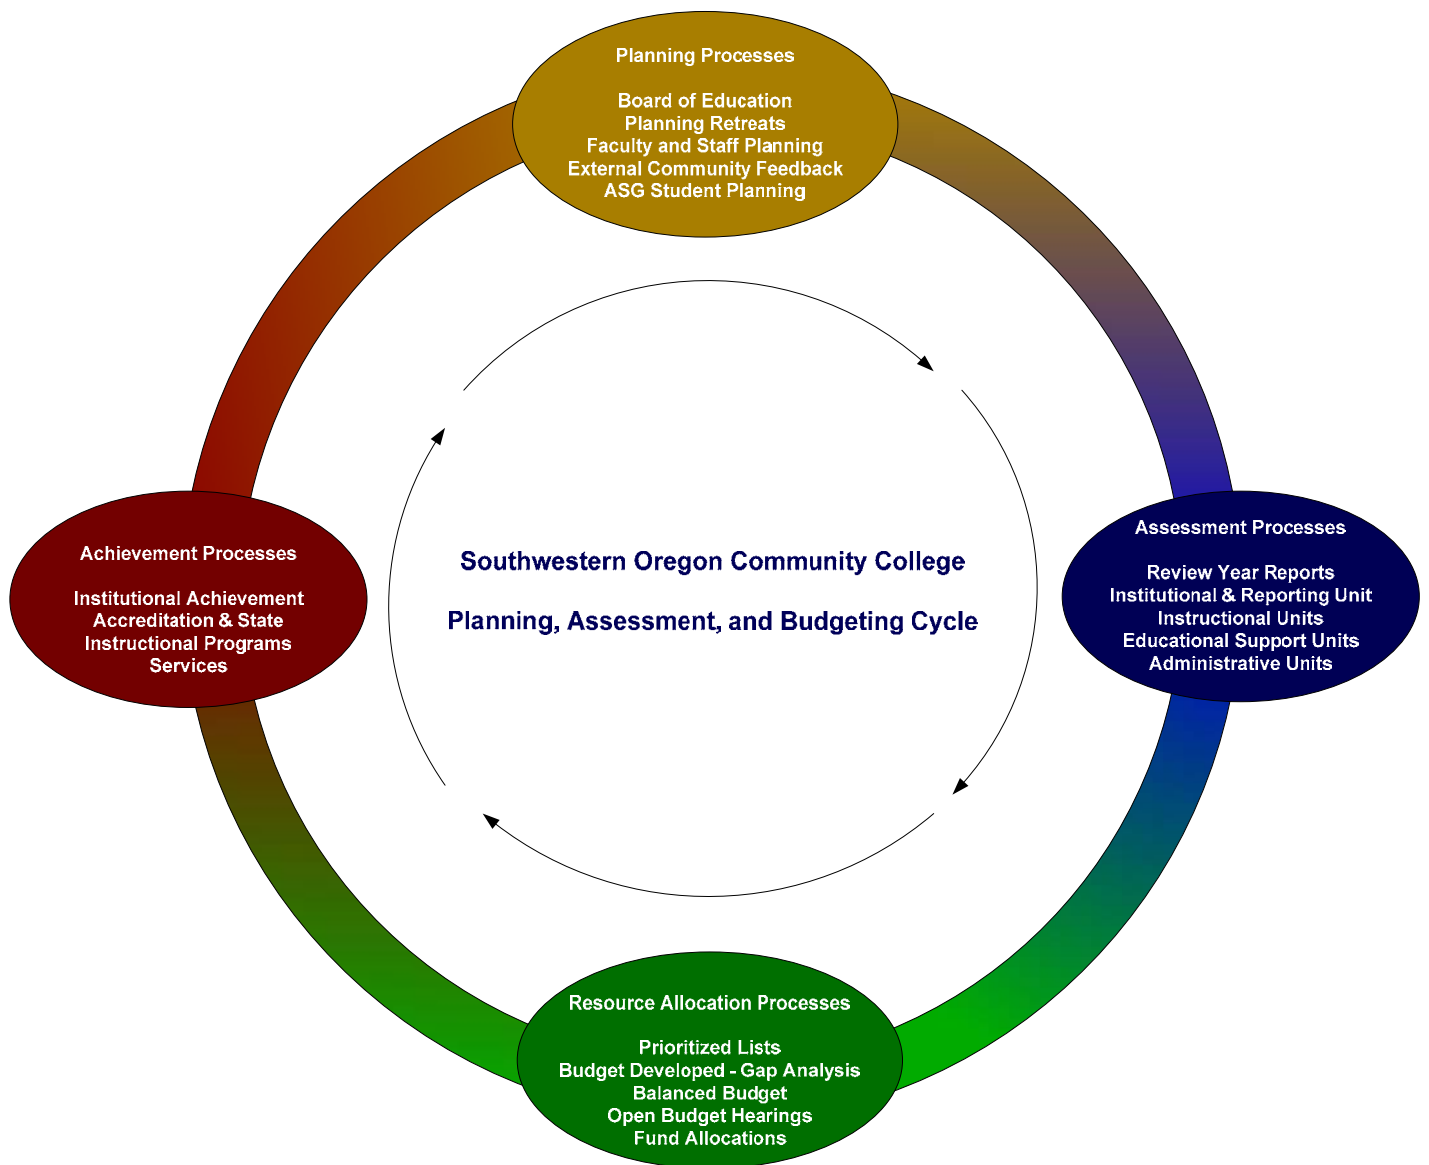 Planning Processes
Board of Education
Planning Retreats
Faculty and Staff Planning
External Community Feedback
ASG Student Planning
Achievement Processes
Institutional Achievement
Accreditation & State
Instructional Programs
Services
Southwestern Oregon Community College
Planning, Assessment, and Budgeting Cycle
Assessment Processes
Review Year Reports
Institutional & Reporting Unit
Instructional Units
Educational Support Units
Administrative Units
Resource Allocation Processes
Prioritized Lists
Budget Developed - Gap Analysis
Balanced Budget
Open Budget Hearings
Fund Allocations